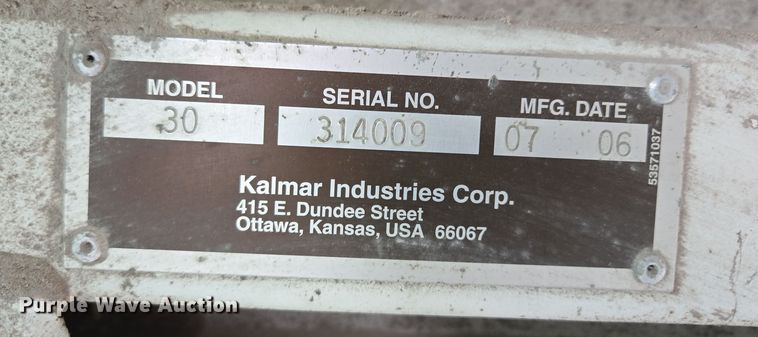 MODEL SERIAL NO. MFG. DATE
30 314009 07 06
53571037
Kalmar Industries Corp.
415 E. Dundee Street
Ottawa, Kansas, USA 66067
Purple Wave Auction